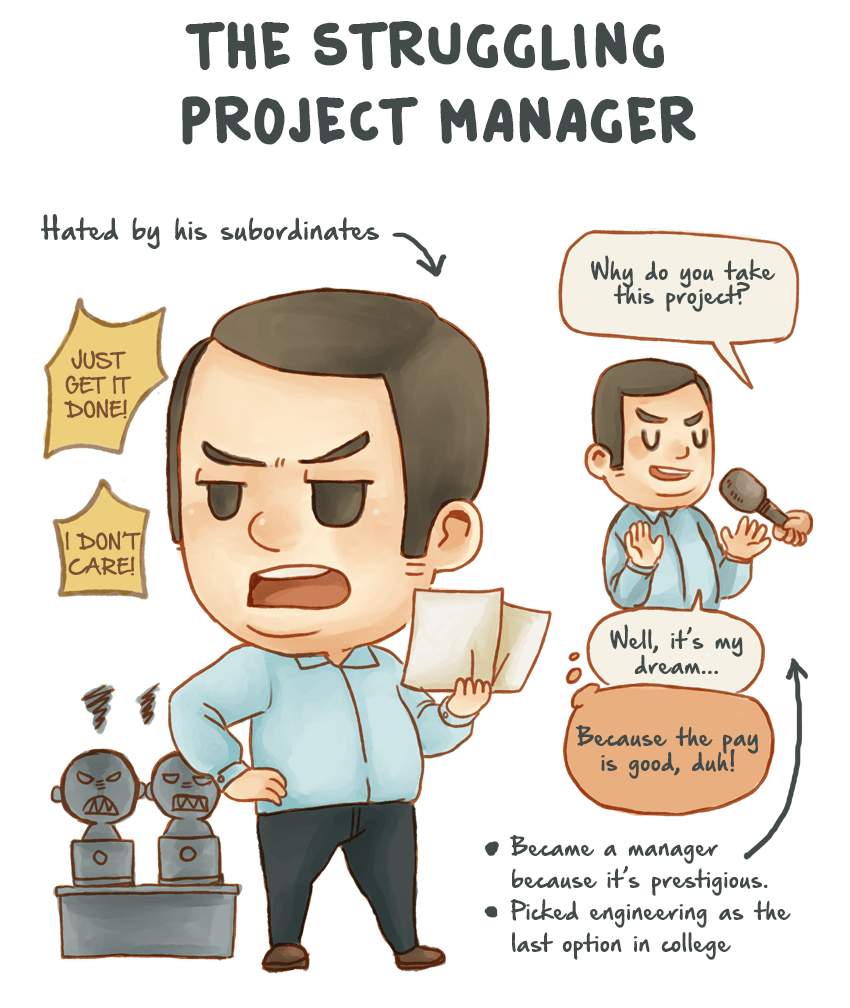 THE STRUGGLING
PROJECT MANAGER
Hated by his subordinates
Why do you take
this project?
JUST
GET IT
DONE!
I DON'T
CARE!
Well, it's my
dream...
Because the pay
is good, duh!
• Became a manager
because it's prestigious.
• Picked engineering as the
last option in college